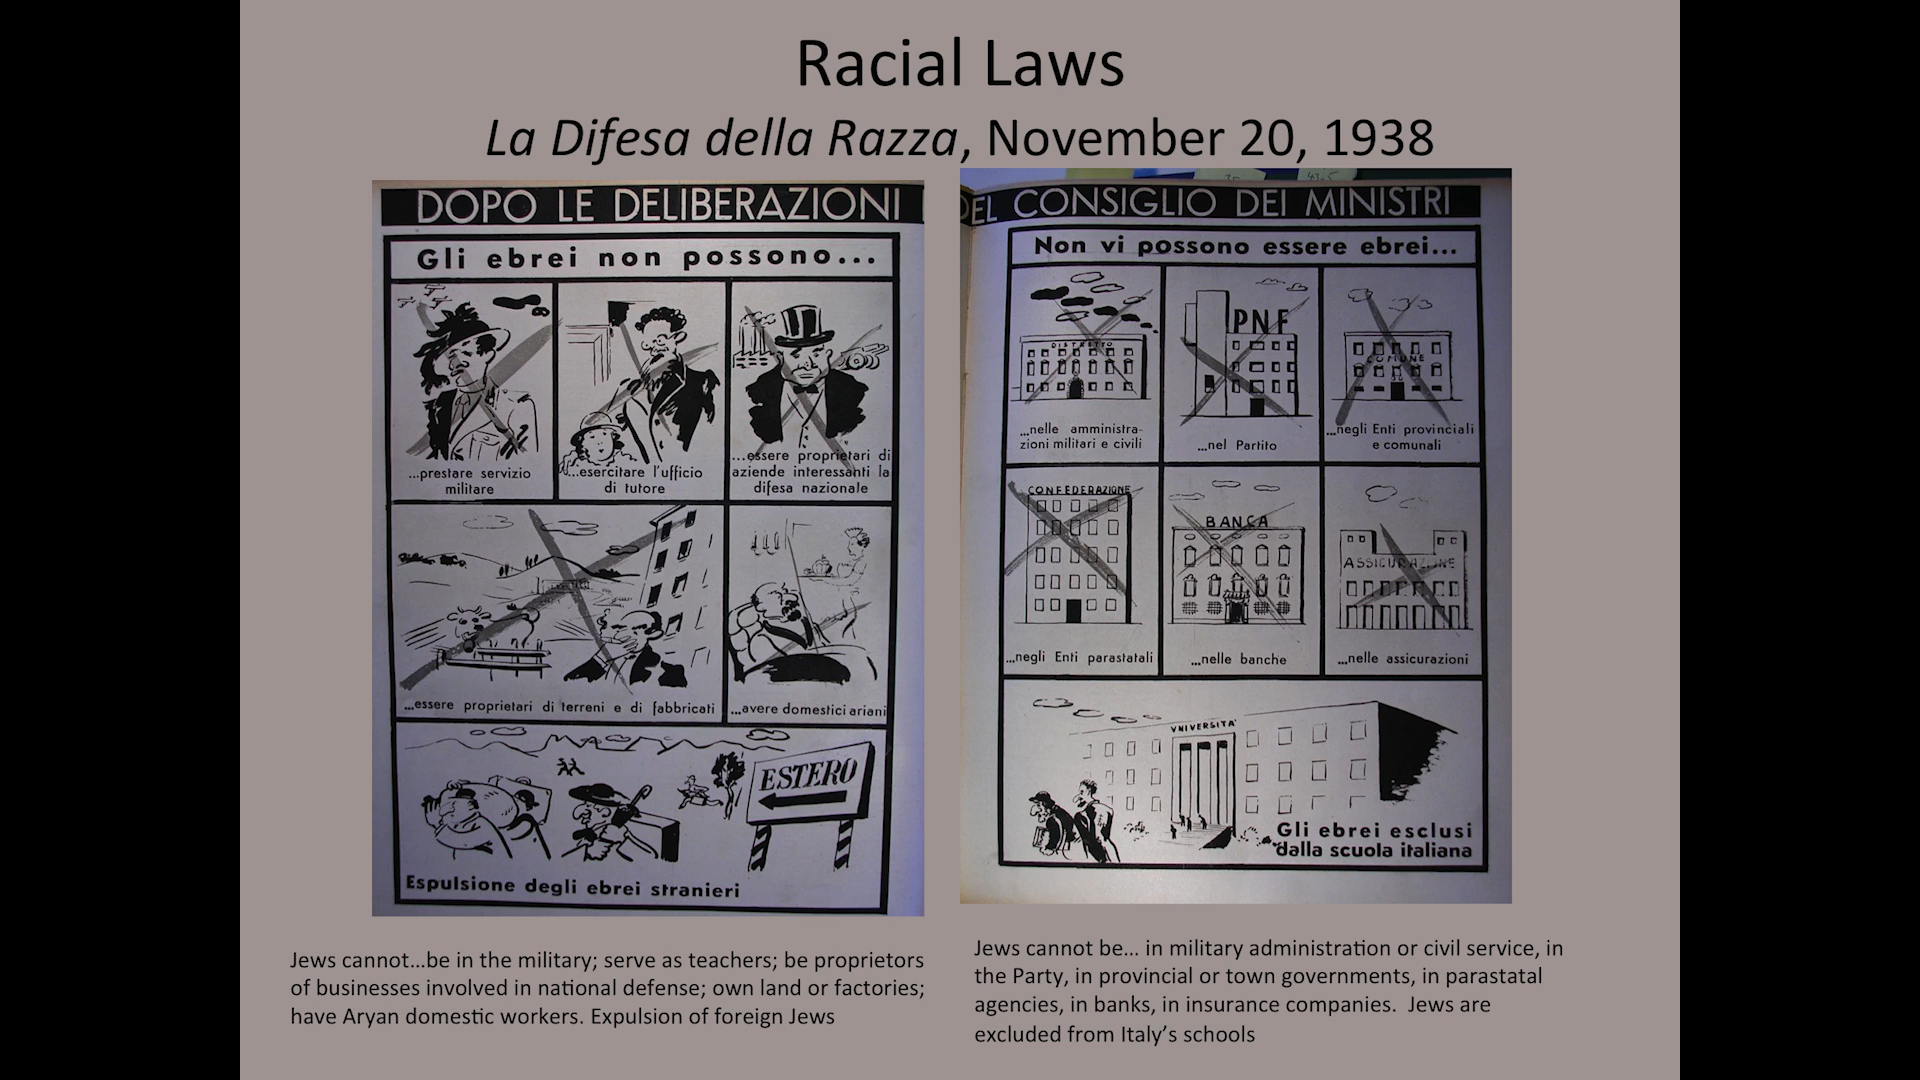 Racial Laws
La Difesa della Razza, November 20, 1938
DOPO LE DELIBERAZIONI
Gli ebrei non possono...
...prestare servizio
militare
...esercitare l'ufficio
di tutore
...essere proprietari di
aziende interessanti la
difesa nazionale
...essere proprietari di terreni e di fabbricati
...avere domestici ariani
ESTERO
Espulsione degli ebrei stranieri
DEL CONSIGLIO DEI MINISTRI
Non vi possono essere ebrei...
DISTRETTO
...nelle amministra-
zioni militari e civili
PNF
...nel Partito
COMUNE
...negli Enti provinciali
e comunali
CONFEDERAZIONE
...negli Enti parastatali
BANCA
...nelle banche
ASSICURAZIONE
...nelle assicurazioni
VNIVERSITA'
Gli ebrei esclusi
dalla scuola italiana
Jews cannot...be in the military; serve as teachers; be proprietors
of businesses involved in national defense; own land or factories;
have Aryan domestic workers. Expulsion of foreign Jews
Jews cannot be... in military administration or civil service, in
the Party, in provincial or town governments, in parastatal
agencies, in banks, in insurance companies. Jews are
excluded from Italy's schools